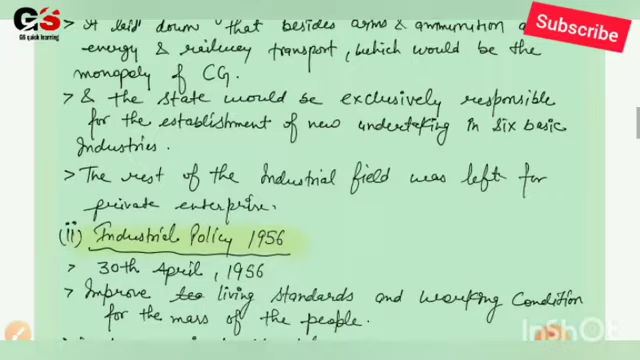 GS
GS quick learning
Subscribe
> It laid down that besides arms & ammunition
energy & railway transport, which would be the
monopoly of CG.
> & the state would be exclusively responsible
for the establishment of new undertaking in six basic
Industries.
> The rest of the Industrial field was left for
private enterprise.
(ii) Industrial Policy 1956
> 30th April, 1956
> Improve living standards and working condition
for the mass of the people.
InShOt